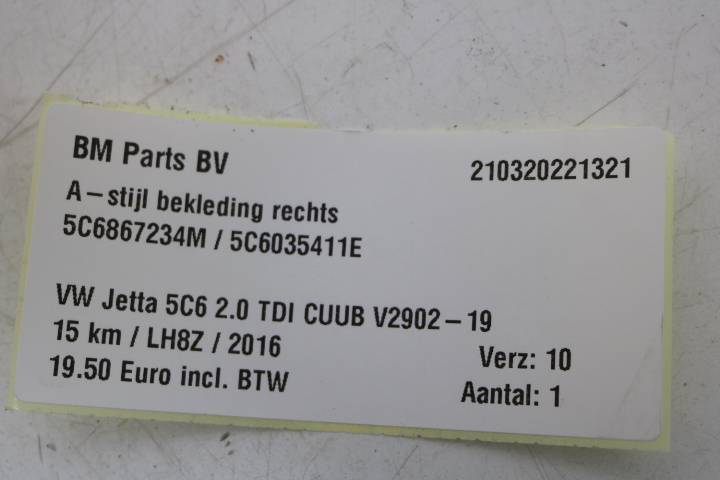 BM Parts BV 210320221321
A-stijl bekleding rechts
5C6867234M / 5C6035411E
VW Jetta 5C6 2.0 TDI CUUB V2902-19
15 km / LH8Z / 2016 Verz: 10
19.50 Euro incl. BTW Aantal: 1